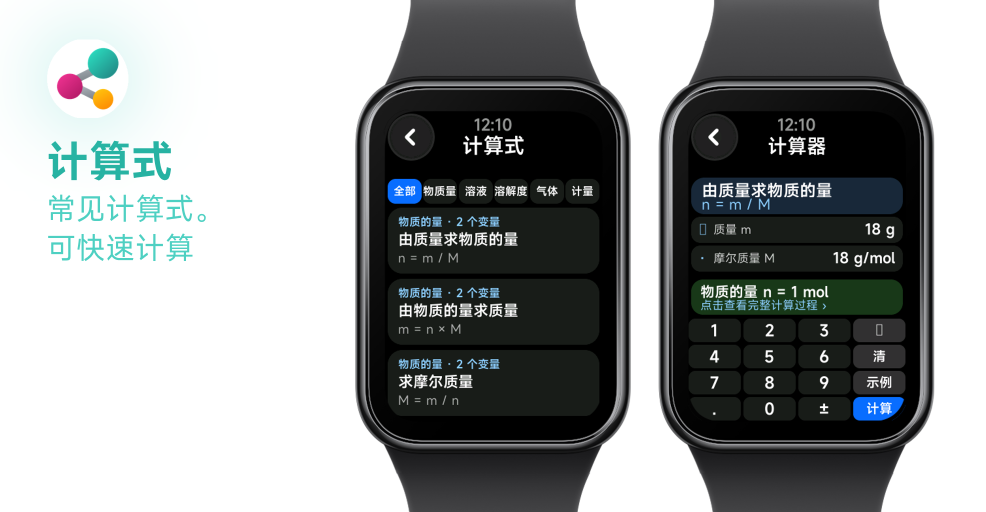 计算式
常见计算式。
可快速计算
12:10
计算式
全部 物质量 溶液 溶解度 气体 计量
物质的量 · 2 个变量
由质量求物质的量
n = m / M
物质的量 · 2 个变量
由物质的量求质量
m = n × M
物质的量 · 2 个变量
求摩尔质量
M = m / n
12:10
计算器
由质量求物质的量
n = m / M
质量 m 18 g
· 摩尔质量 M 18 g/mol
物质的量 n = 1 mol
点击查看完整计算过程 ›
1 2 3
4 5 6 清
7 8 9 示例
. 0 ± 计算